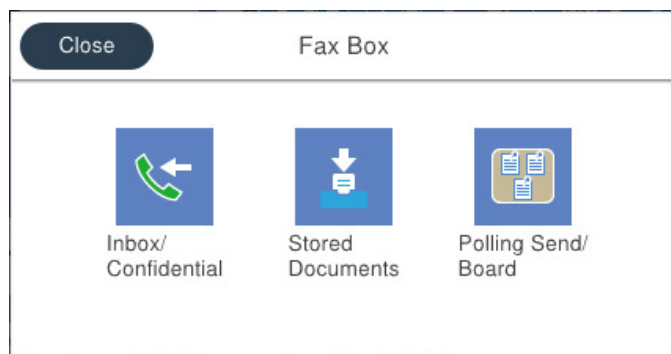 Close
Fax Box
Inbox/
Confidential
Stored
Documents
Polling Send/
Board